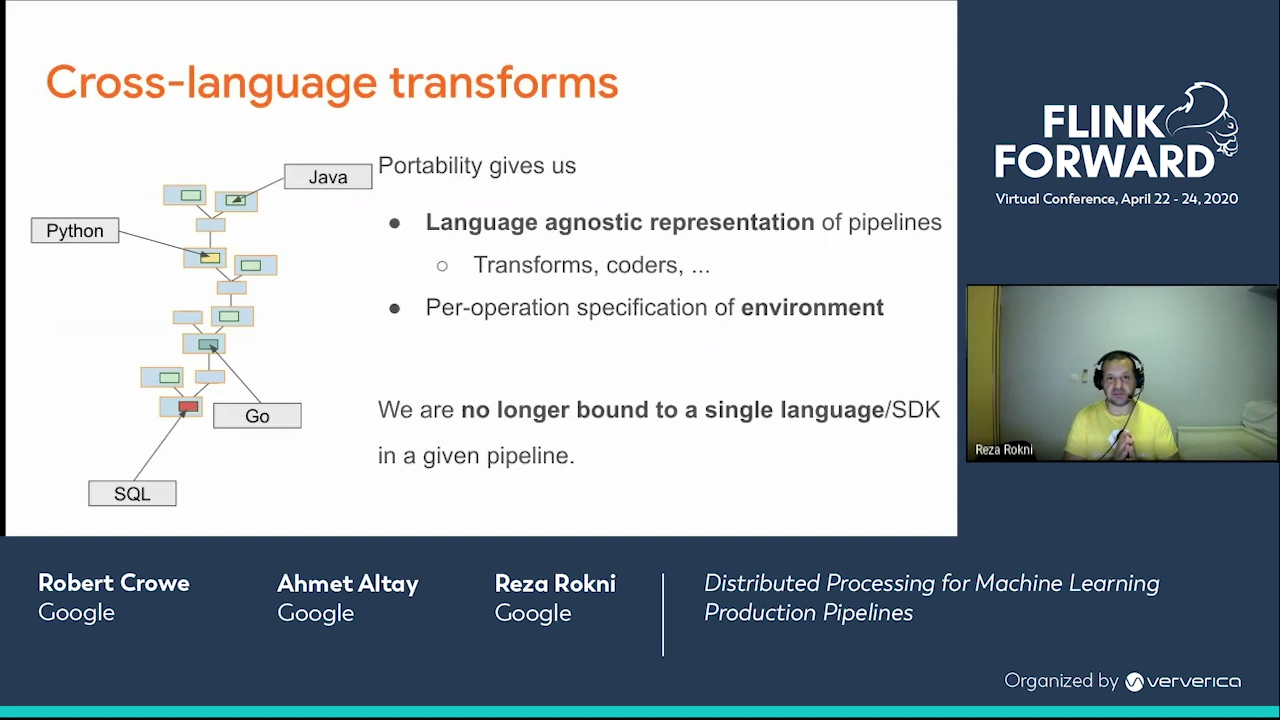 Cross-language transforms
Java
Python
Go
SQL
Portability gives us
● Language agnostic representation of pipelines
○ Transforms, coders, ...
● Per-operation specification of environment
We are no longer bound to a single language/SDK
in a given pipeline.
FLINK
FORWARD
Virtual Conference, April 22 - 24, 2020
Reza Rokni
Robert Crowe
Google
Ahmet Altay
Google
Reza Rokni
Google
Distributed Processing for Machine Learning
Production Pipelines
Organized by ververica